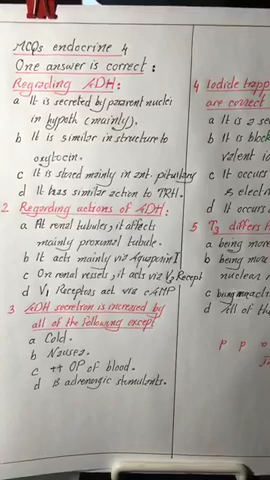 MCQs endocrine 4
One answer is correct:
Regrading ADH:
a It is secreted by paravent nuclei
in hypoth (mainly).
b It is similar in structure to
oxytocin.
c It is stored mainly in ant. pituitary
d It has similar action to TRH.
2 Regarding actions of ADH:
a At renal tubules, it affects
mainly proximal tubule.
b It acts mainly via Aquaporin I
c On renal vessels, it acts via V2 Recept
d V1 Receptors act via cAMP
3 ADH secretion is increased by
all of the following except
a Cold.
b Nausea.
c ++ OP of blood.
d B adrenergic stimulants.
4 Iodide trapp
are correct
a It is a se
b It is block
valent io
c It occurs
& electri
d It occurs
5 T3 differs
a being more
b being more
nuclear
c being inacti
d All of th
P P O